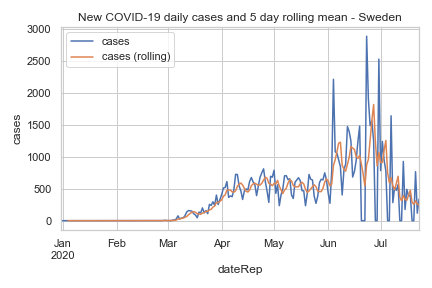 New COVID-19 daily cases and 5 day rolling mean - Sweden
cases
cases (rolling)
cases
3000
2500
2000
1500
1000
500
0
Jan Feb Mar Apr May Jun Jul
2020
dateRep